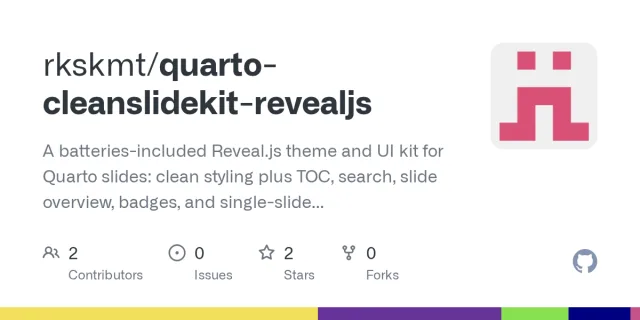 rkskmt/quarto-
cleanslidekit-revealjs
A batteries-included Reveal.js theme and UI kit for
Quarto slides: clean styling plus TOC, search, slide
overview, badges, and single-slide...
2 0 2 0
Contributors Issues Stars Forks